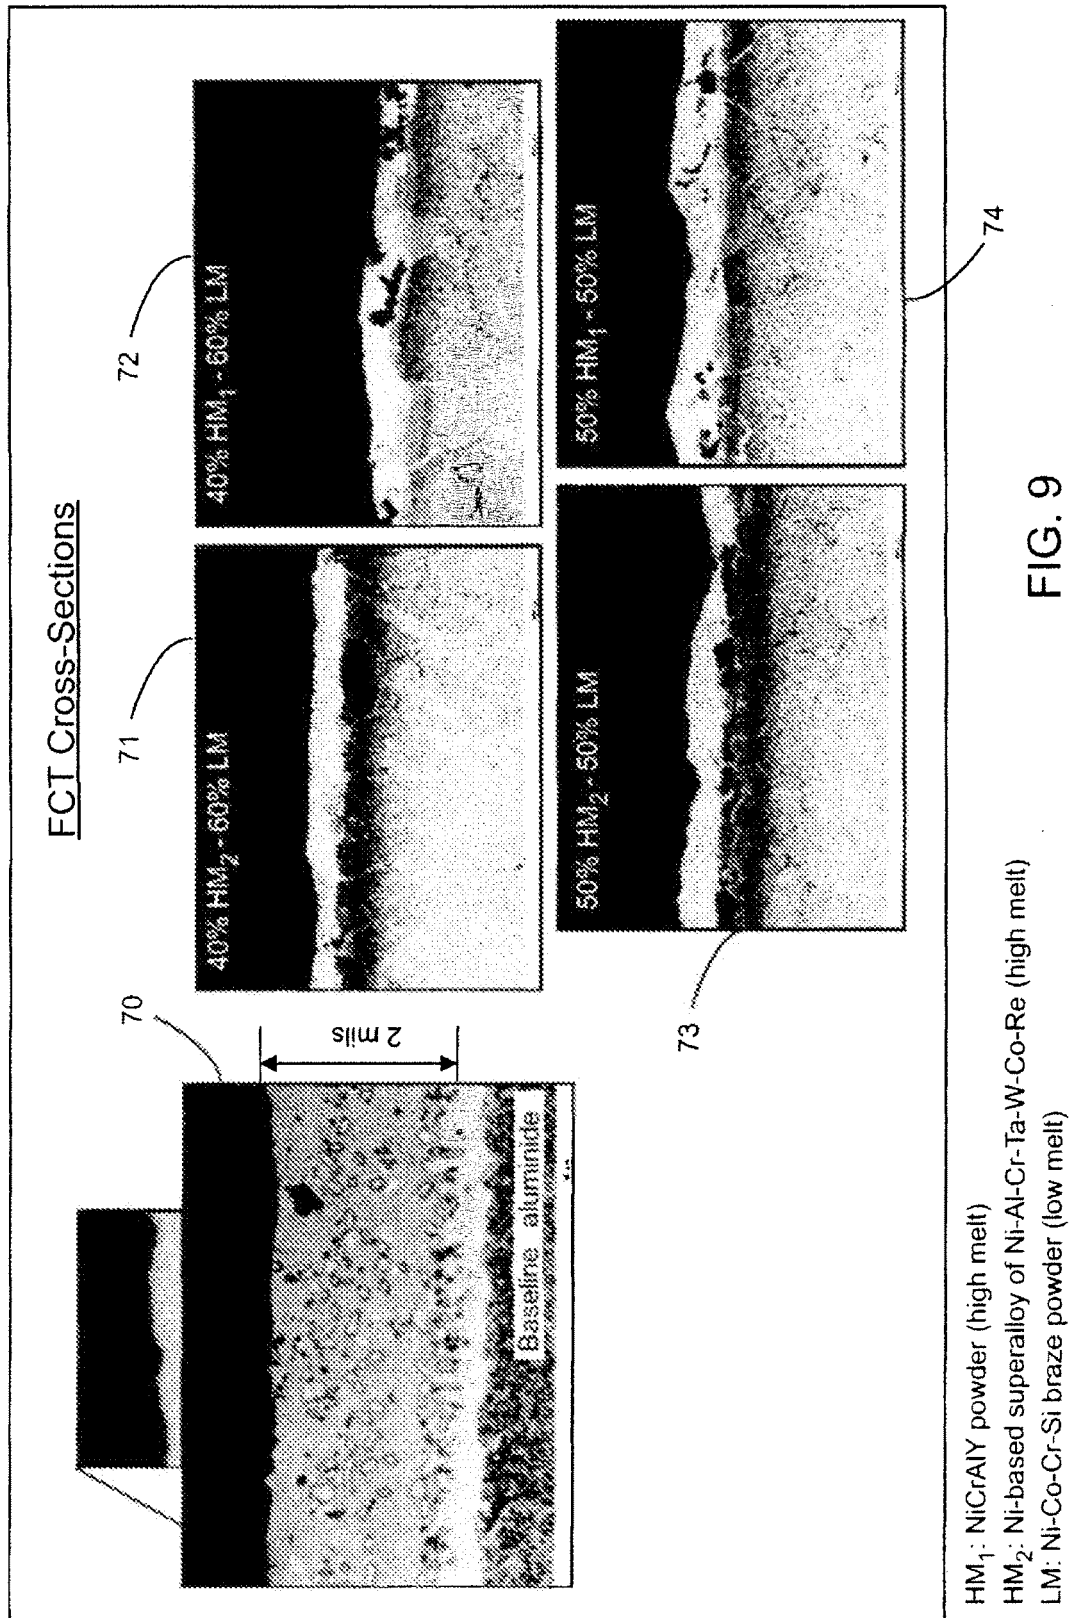 FCT Cross-Sections
70
2 mils
Baseline aluminide
71
40% HM2 - 60% LM
72
40% HM1 - 60% LM
73
50% HM2 - 50% LM
74
50% HM1 - 50% LM
HM1: NiCrAlY powder (high melt)
HM2: Ni-based superalloy of Ni-Al-Cr-Ta-W-Co-Re (high melt)
LM: Ni-Co-Cr-Si braze powder (low melt)
FIG. 9